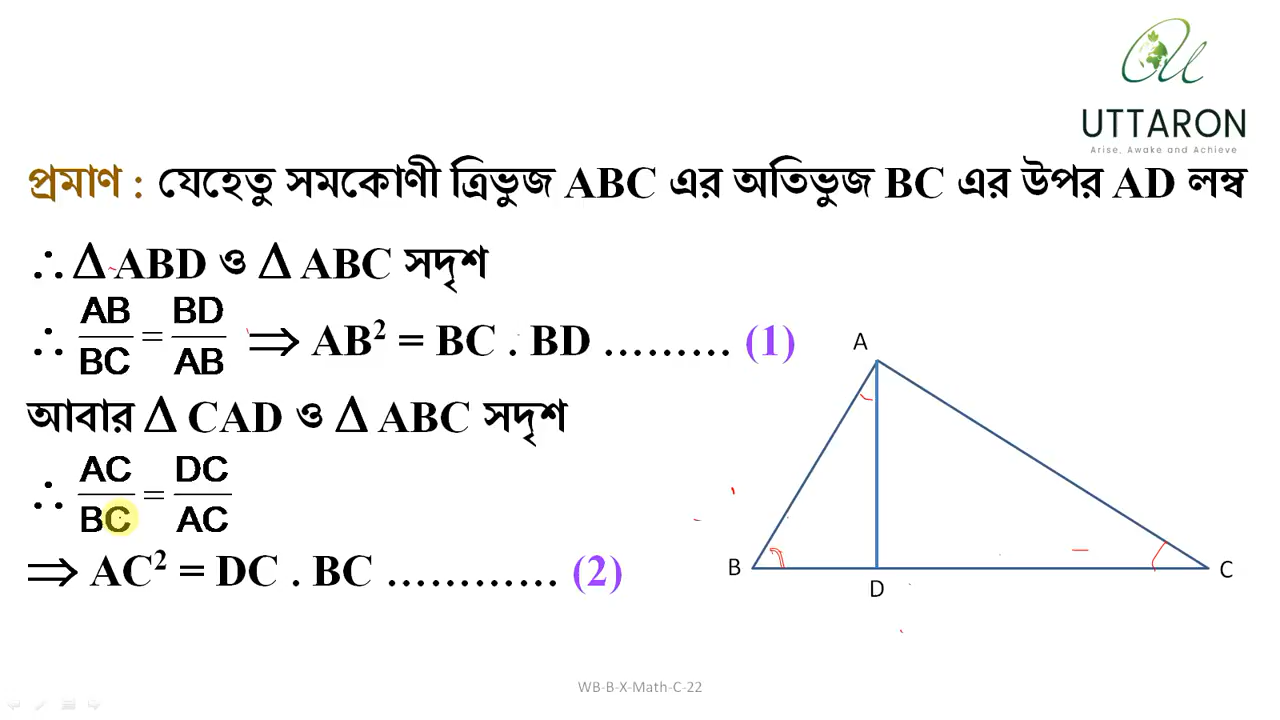 UTTARON
Arise, Awake and Achieve
প্রমাণ : যেহেতু সমকোণী ত্রিভুজ ABC এর অতিভুজ BC এর উপর AD লম্ব
∴ Δ ABD ও Δ ABC সদৃশ
∴ AB/BC = BD/AB ⇒ AB² = BC . BD ……… (1)
আবার Δ CAD ও Δ ABC সদৃশ
∴ AC/BC = DC/AC
⇒ AC² = DC . BC ………… (2)
A
B
D
C
WB-B-X-Math-C-22